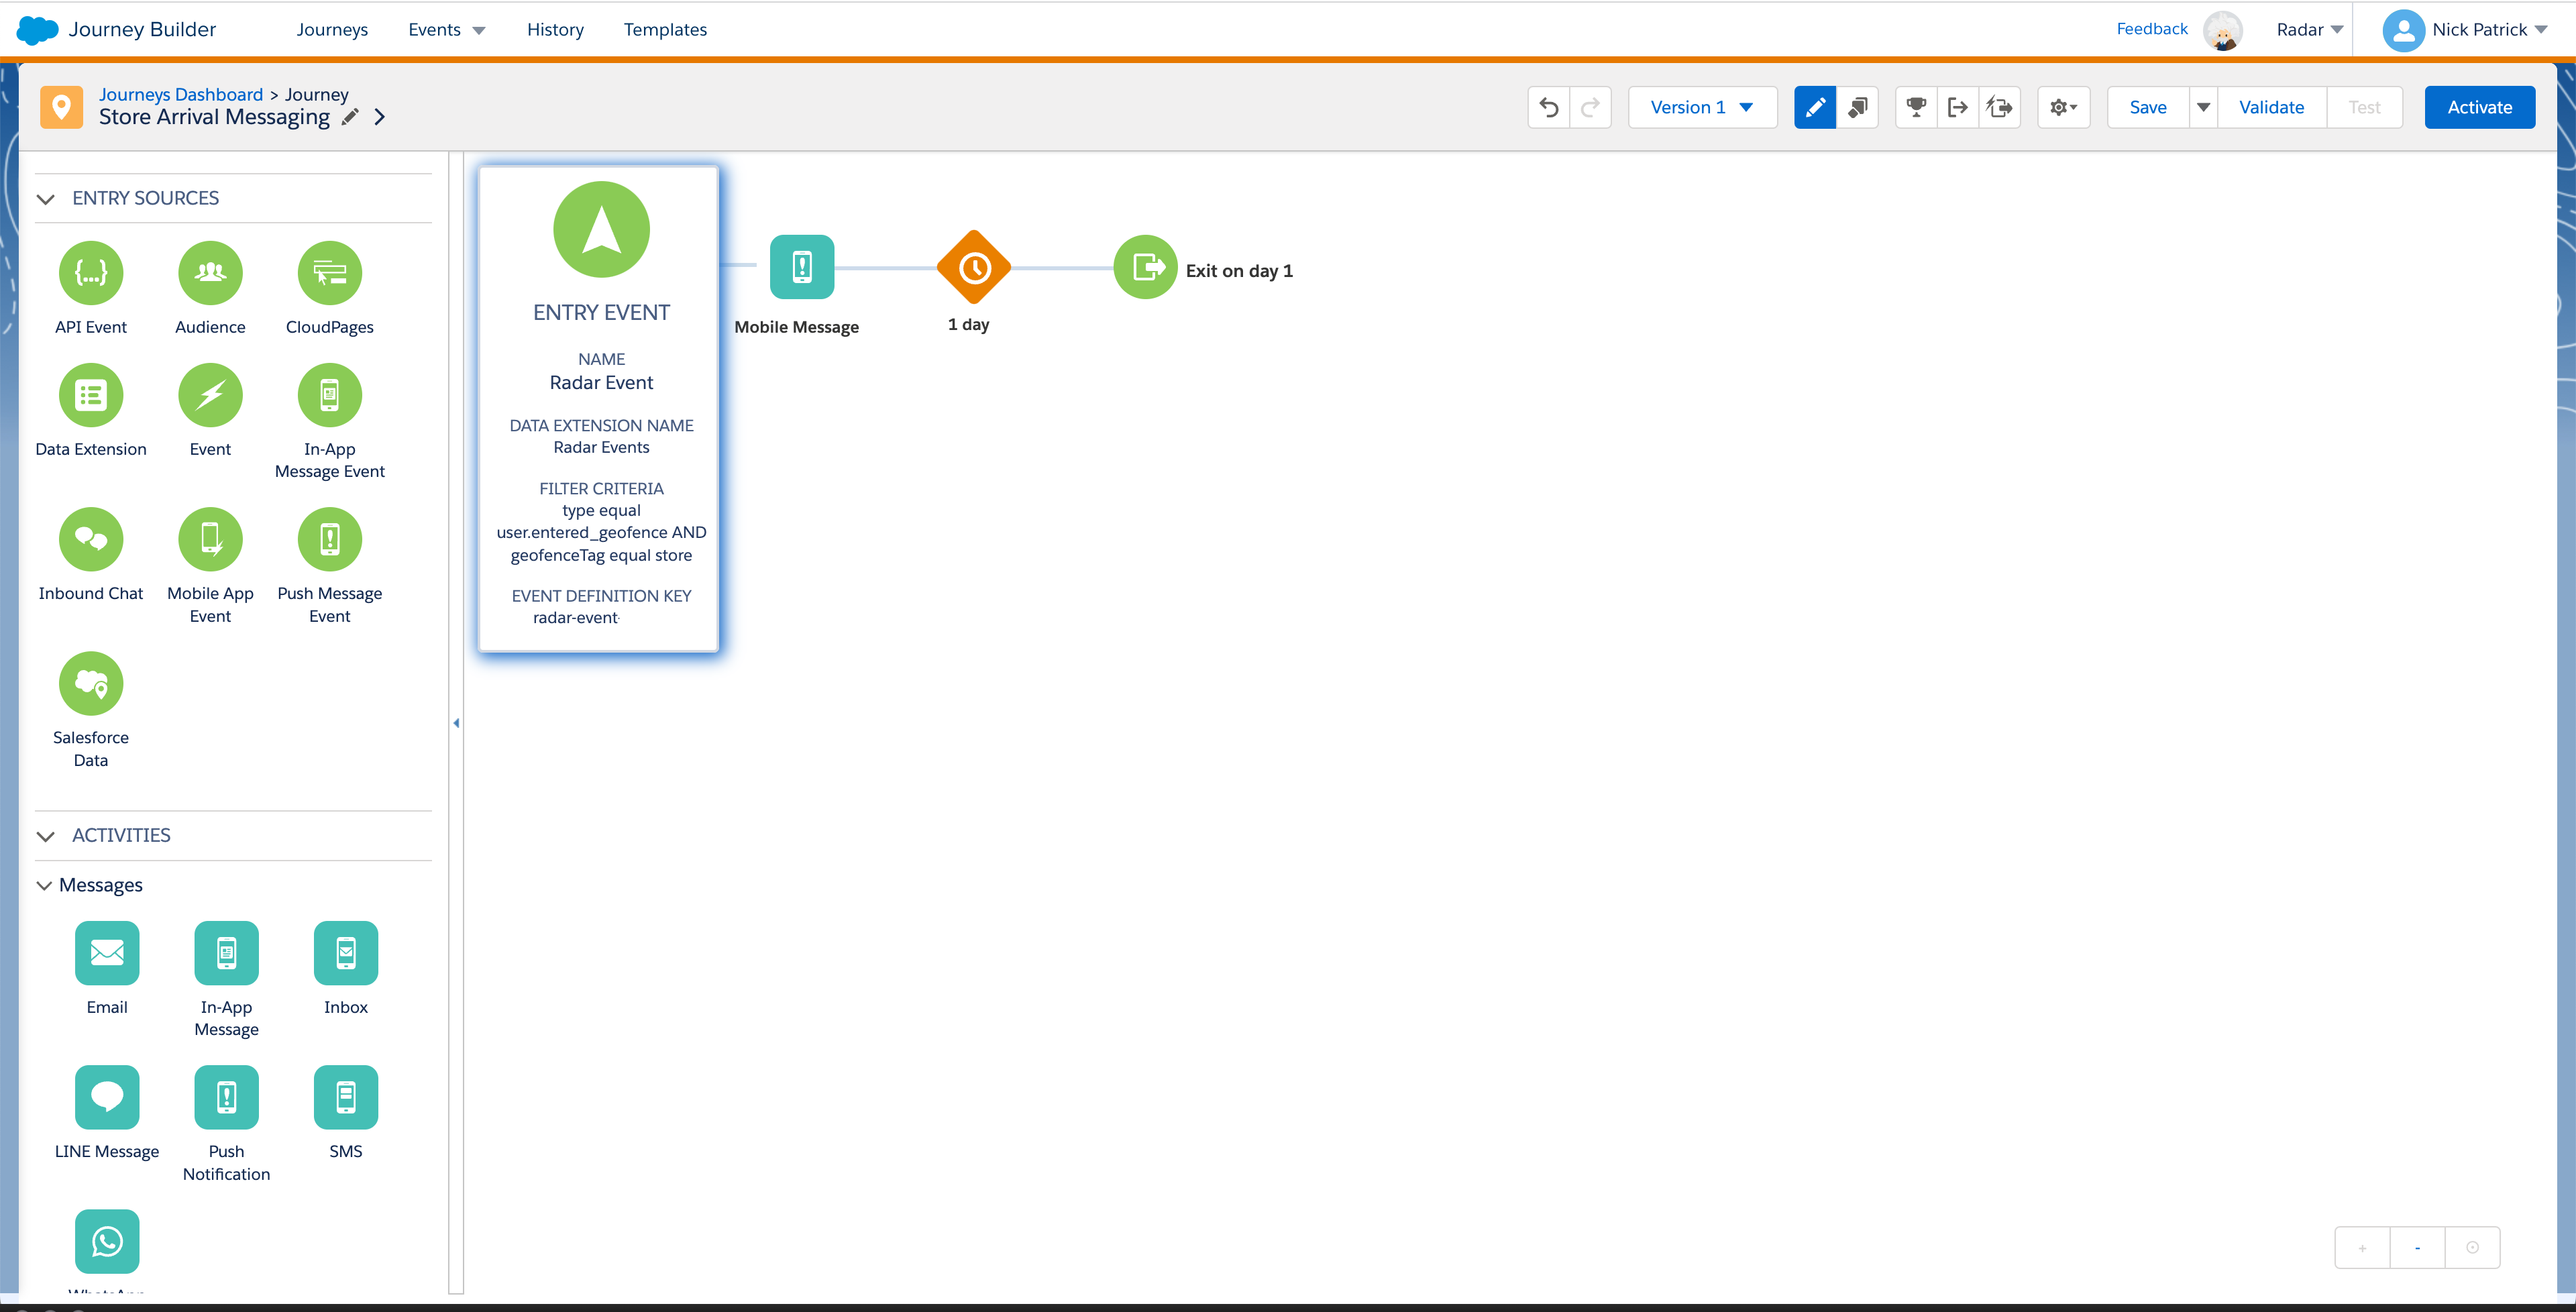 Journey Builder
Journeys
Events
History
Templates
Feedback
Radar
Nick Patrick
Journeys Dashboard > Journey
Store Arrival Messaging
Version 1
Save
Validate
Test
Activate
ENTRY SOURCES
{...}
API Event
Audience
CloudPages
Data Extension
Event
In-App
Message Event
Inbound Chat
Mobile App
Event
Push Message
Event
Salesforce
Data
ACTIVITIES
Messages
Email
In-App
Message
Inbox
LINE Message
Push
Notification
SMS
WhatsApp
ENTRY EVENT
NAME
Radar Event
DATA EXTENSION NAME
Radar Events
FILTER CRITERIA
type equal
user.entered_geofence AND
geofenceTag equal store
EVENT DEFINITION KEY
radar-event
Mobile Message
1 day
Exit on day 1
+
-